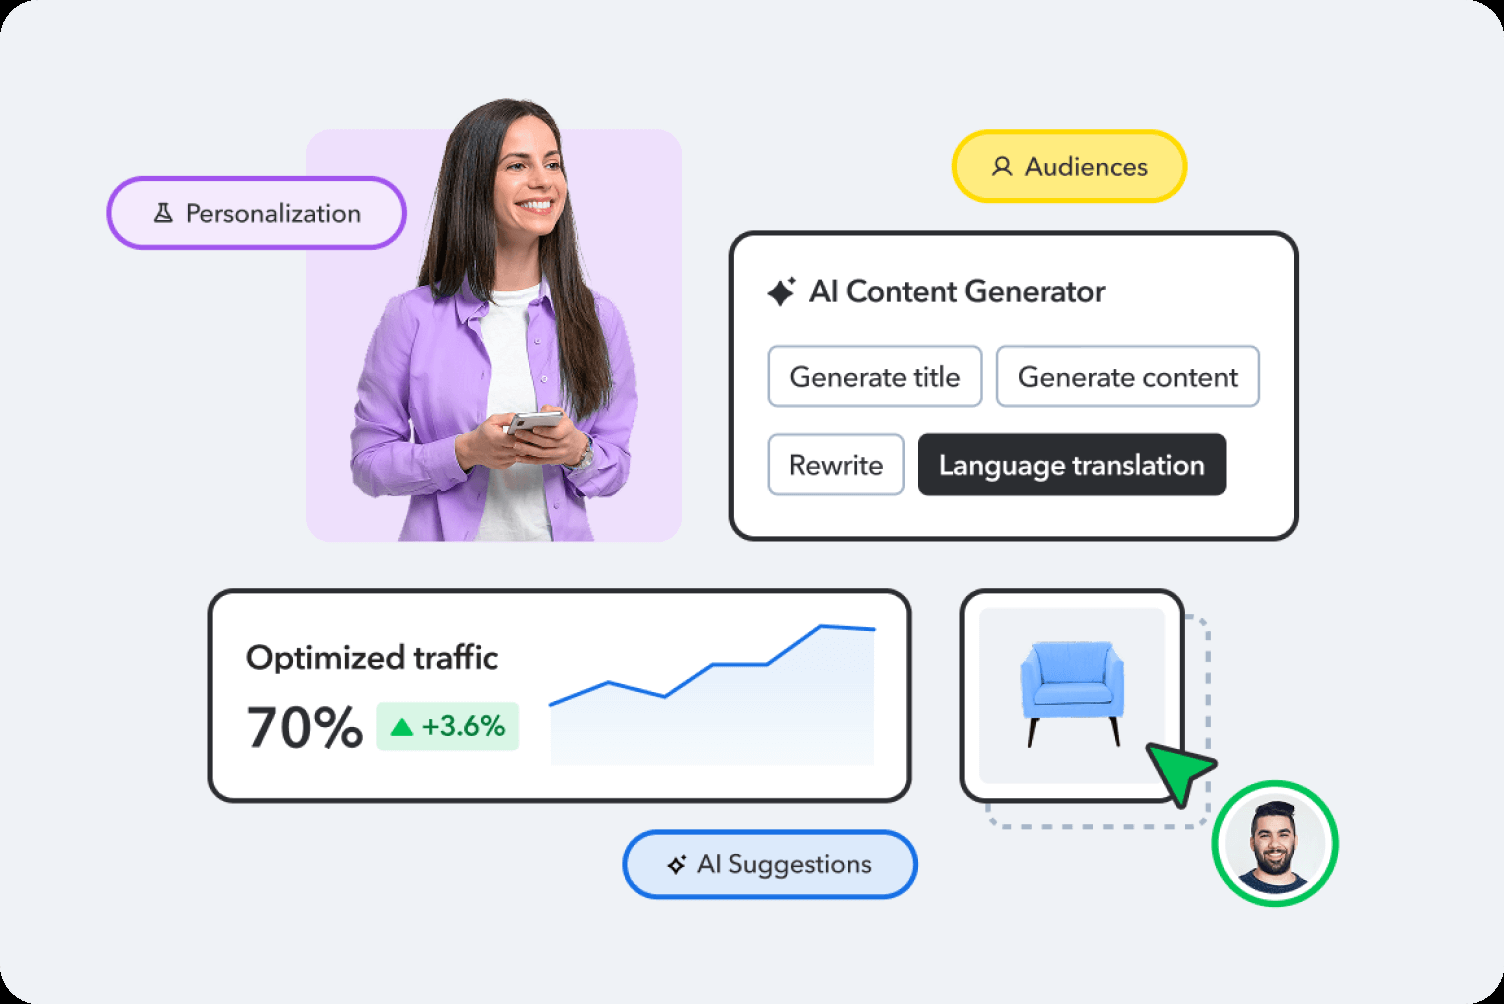 Personalization
Audiences
AI Content Generator
Generate title
Generate content
Rewrite
Language translation
Optimized traffic
70%
+3.6%
AI Suggestions